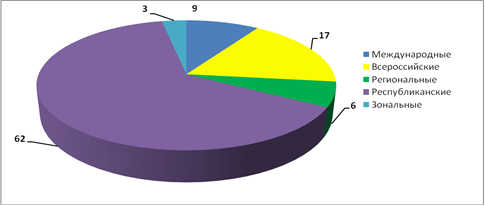 3
9
17
6
62
Международные
Всероссийские
Региональные
Республиканские
Зональные